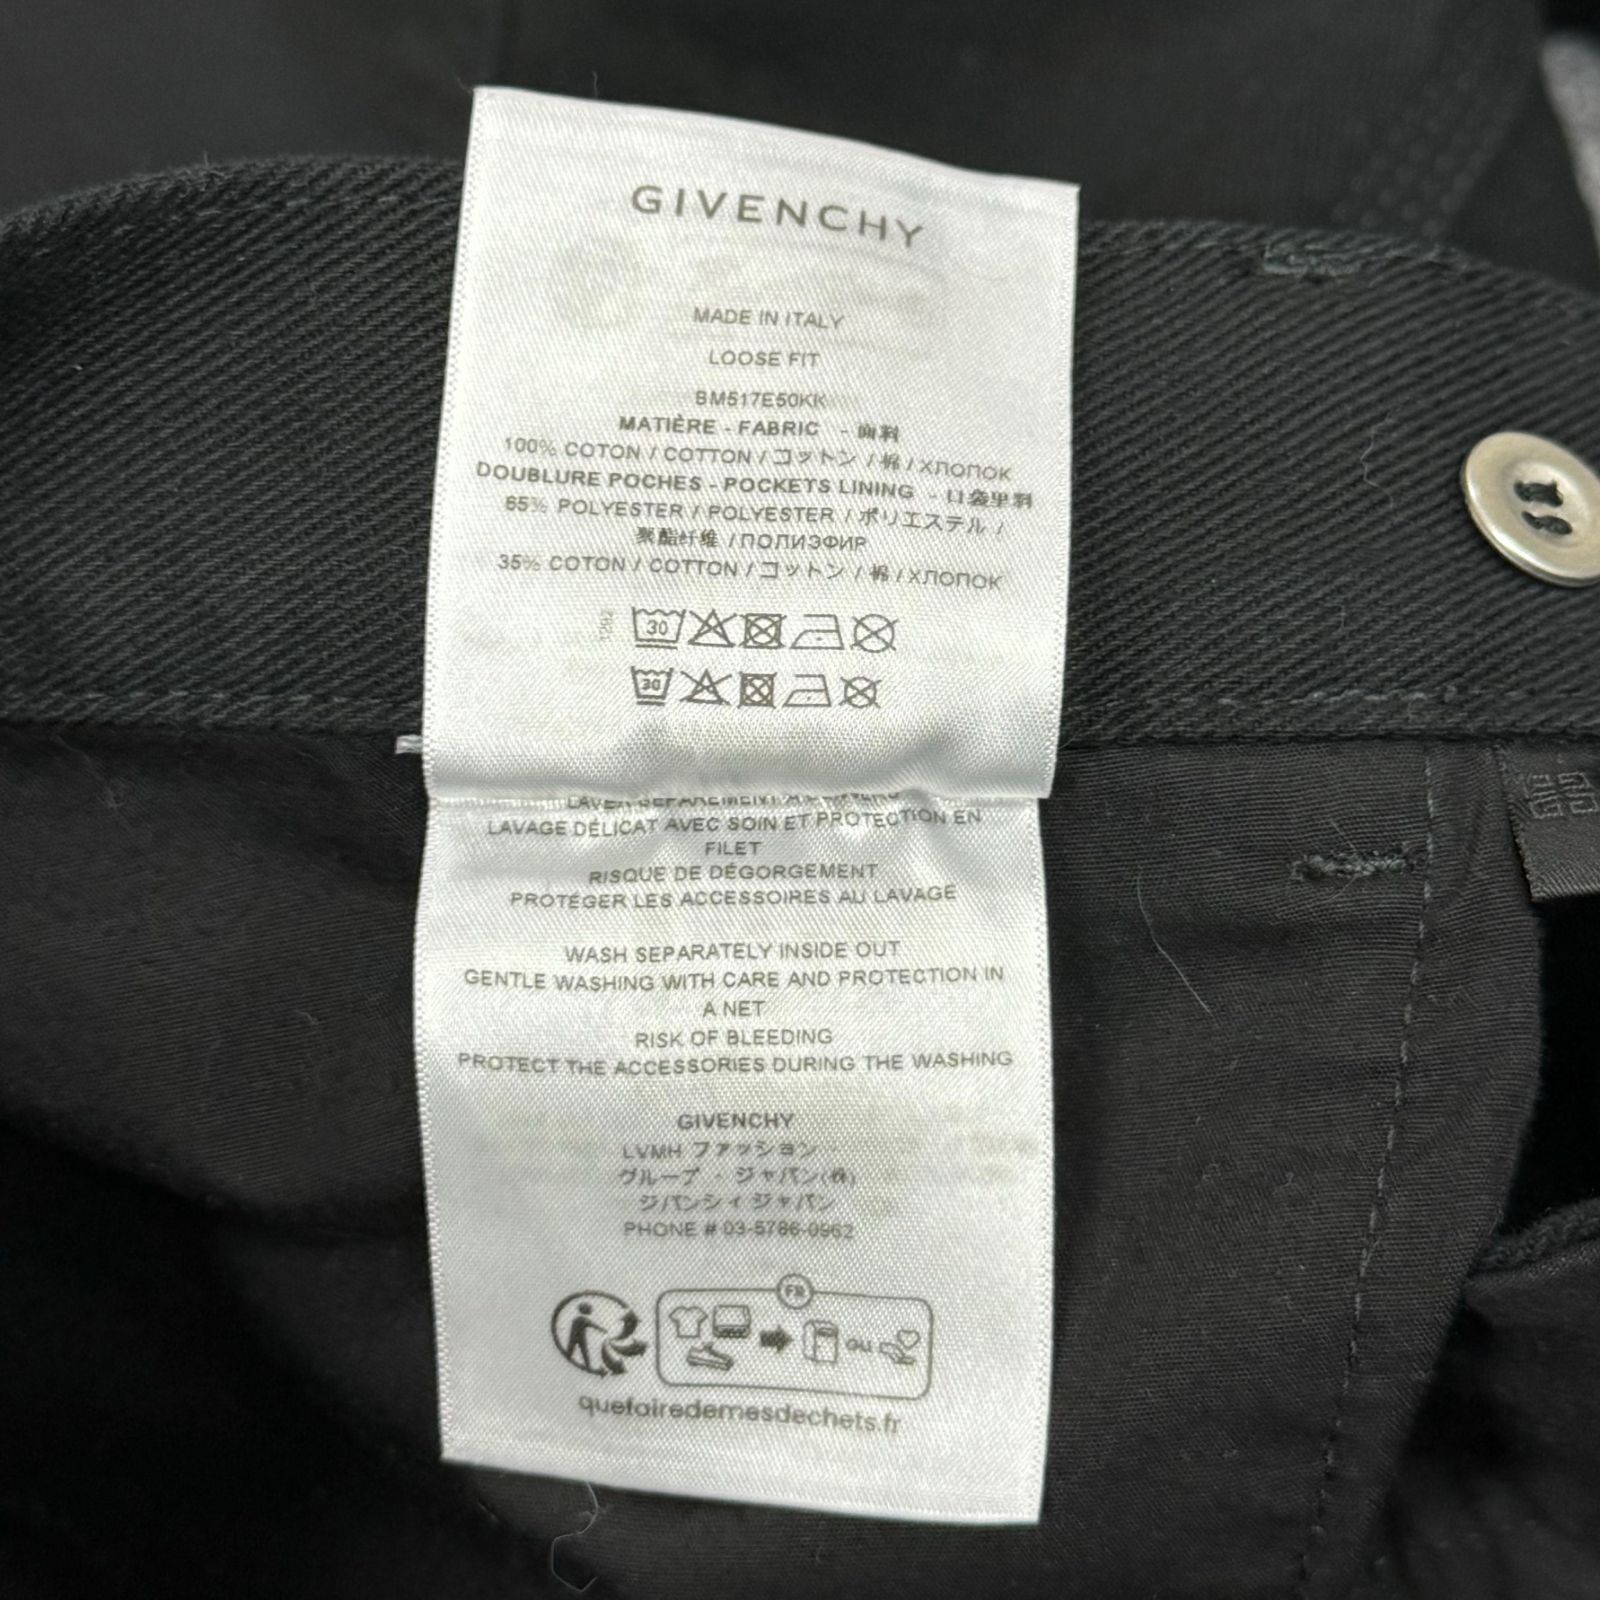 GIVENCHY
MADE IN ITALY
LOOSE FIT
BM517E50KK
MATIÈRE - FABRIC - 面料
100% COTON / COTTON / コットン / 棉 / ХЛОПОК
DOUBLURE POCHES - POCKETS LINING - 口袋里料
65% POLYESTER / POLYESTER / ポリエステル /
聚酯纤维 / ПОЛИЭФИР
35% COTON / COTTON / コットン / 棉 / ХЛОПОК
1292
30
30
LAVER SEPAREMENT A L'ENVERS
LAVAGE DÉLICAT AVEC SOIN ET PROTECTION EN
FILET
RISQUE DE DÉGORGEMENT
PROTÉGER LES ACCESSOIRES AU LAVAGE
WASH SEPARATELY INSIDE OUT
GENTLE WASHING WITH CARE AND PROTECTION IN
A NET
RISK OF BLEEDING
PROTECT THE ACCESSORIES DURING THE WASHING
GIVENCHY
LVMH ファッション
グループ・ジャパン(株)
ジバンシィ ジャパン
PHONE # 03-5786-0962
FR
OU
quefairedemesdechets.fr